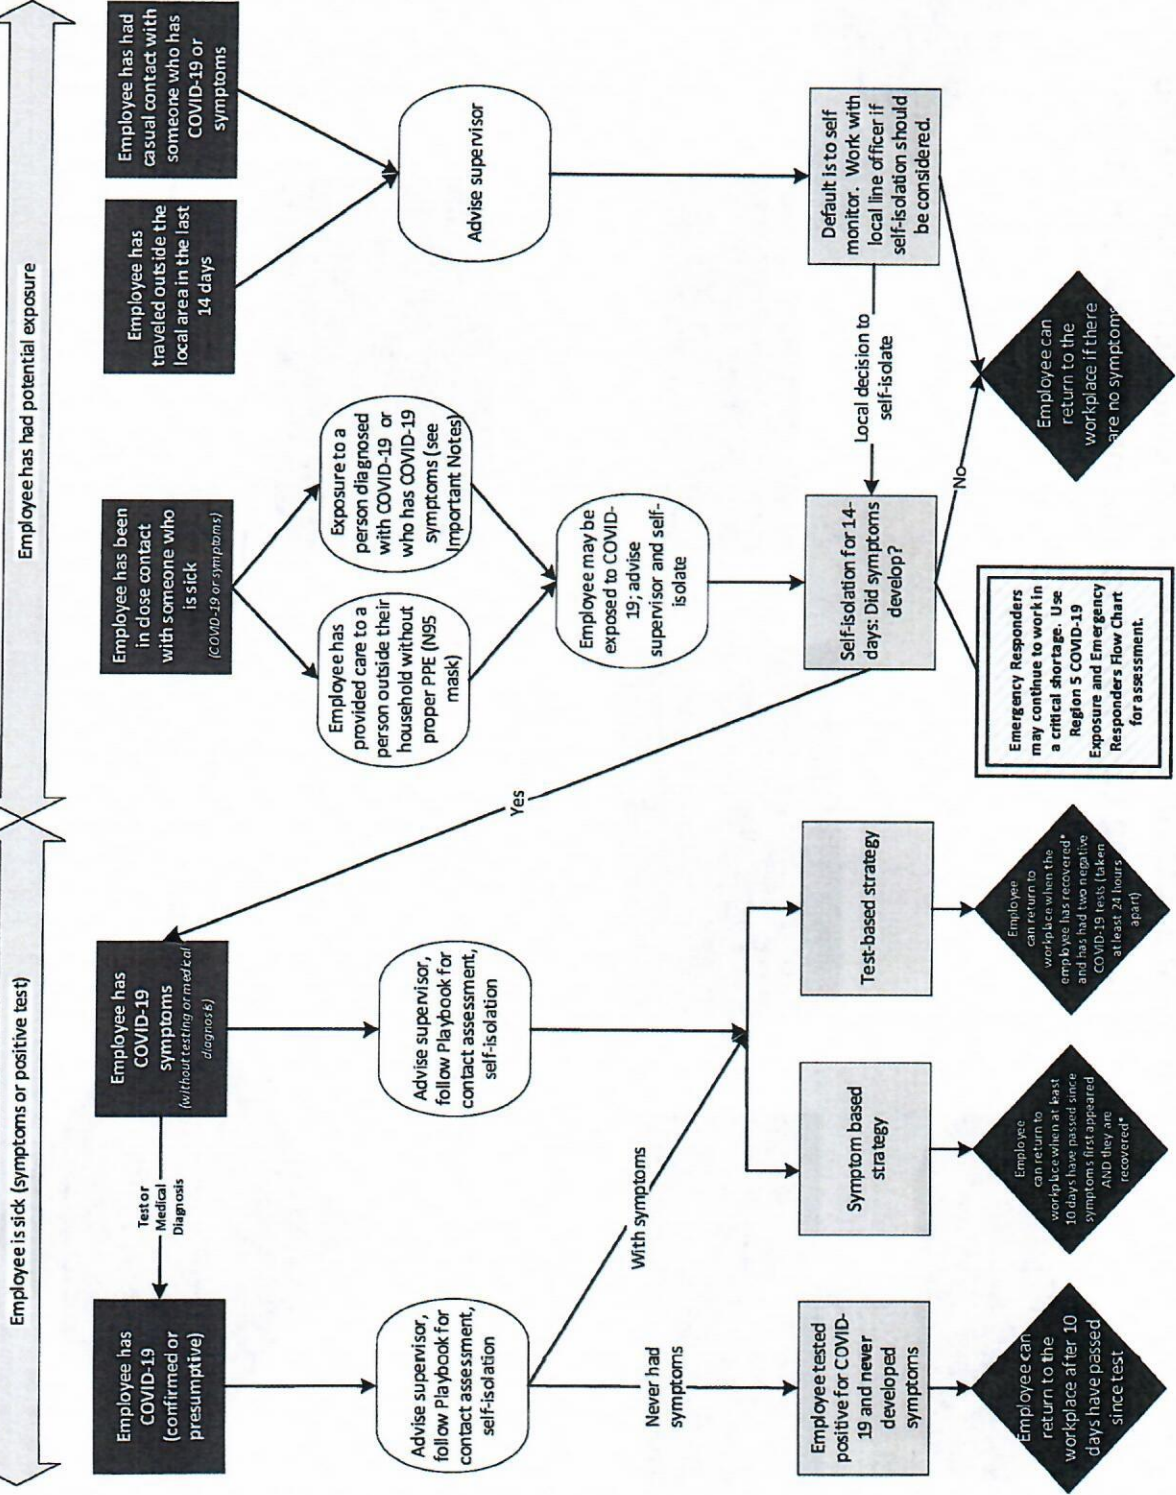 Employee is sick (symptoms or positive test)
Employee has had potential exposure
Employee has
COVID-19
(confirmed or
presumptive)
Test or
Medical
Diagnosis
Employee has
COVID-19
symptoms
(without testing or medical
diagnosis)
Employee has been
in close contact
with someone who
is sick
(COVID-19 or symptoms)
Employee has
traveled outside the
local area in the last
14 days
Employee has had
casual contact with
someone who has
COVID-19 or
symptoms
Advise supervisor,
follow Playbook for
contact assessment,
self-isolation
Advise supervisor,
follow Playbook for
contact assessment,
self-isolation
Yes
Employee has
provided care to a
person outside their
household without
proper PPE (N95
mask)
Exposure to a
person diagnosed
with COVID-19 or
who has COVID-19
symptoms (see
Important Notes)
Advise supervisor
Employee may be
exposed to COVID-
19; advise
supervisor and self-
isolate
Never had
symptoms
With symptoms
Employee tested
positive for COVID-
19 and never
developed
symptoms
Symptom based
strategy
Test-based strategy
Self-isolation for 14-
days: Did symptoms
develop?
Local decision to
self-isolate
Default is to self
monitor. Work with
local line officer if
self-isolation should
be considered.
No
Employee can
return to the
workplace after 10
days have passed
since test
Employee
can return to
workplace when at least
10 days have passed since
symptoms first appeared
AND they are
recovered*
Employee
can return to
workplace when the
employee has recovered*
and has had two negative
COVID-19 tests (taken
at least 24 hours
apart)
Emergency Responders
may continue to work in
a critical shortage. Use
Region 5 COVID-19
Exposure and Emergency
Responders Flow Chart
for assessment.
Employee can
return to the
workplace if there
are no symptoms